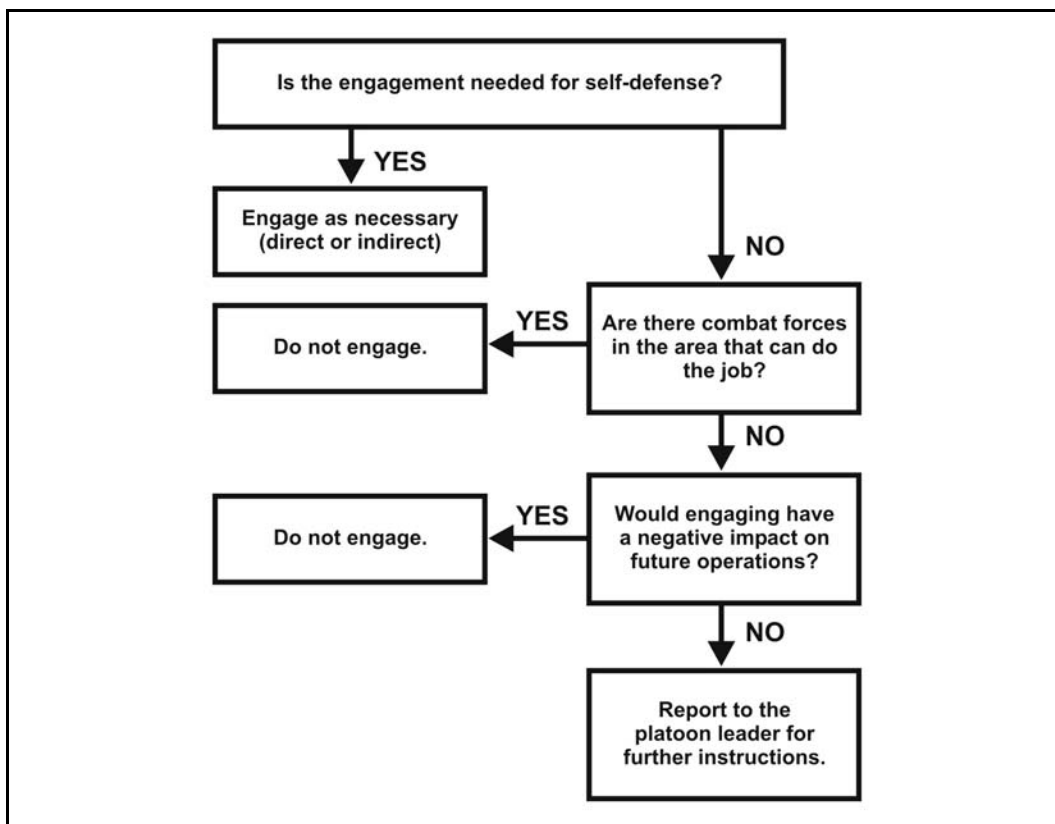 Is the engagement needed for self-defense?
YES
Engage as necessary
(direct or indirect)
NO
Are there combat forces
in the area that can do
the job?
YES
Do not engage.
NO
Would engaging have
a negative impact on
future operations?
YES
Do not engage.
NO
Report to the
platoon leader for
further instructions.